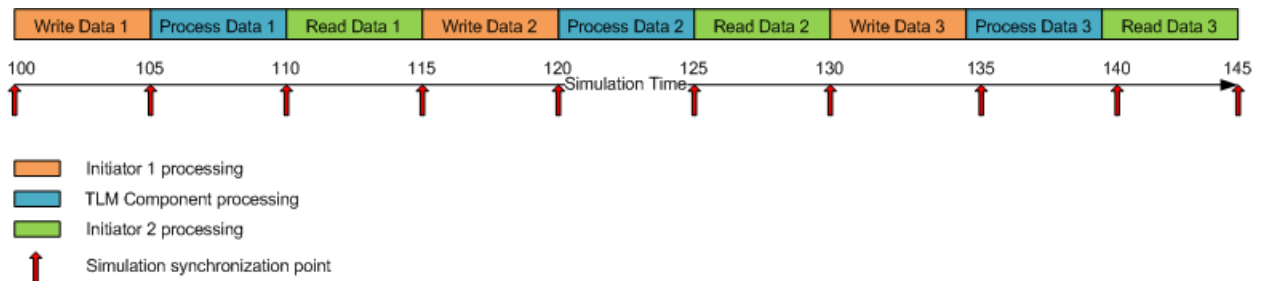 Write Data 1 Process Data 1 Read Data 1 Write Data 2 Process Data 2 Read Data 2 Write Data 3 Process Data 3 Read Data 3
100 105 110 115 120 125 130 135 140 145
Simulation Time
Initiator 1 processing
TLM Component processing
Initiator 2 processing
Simulation synchronization point